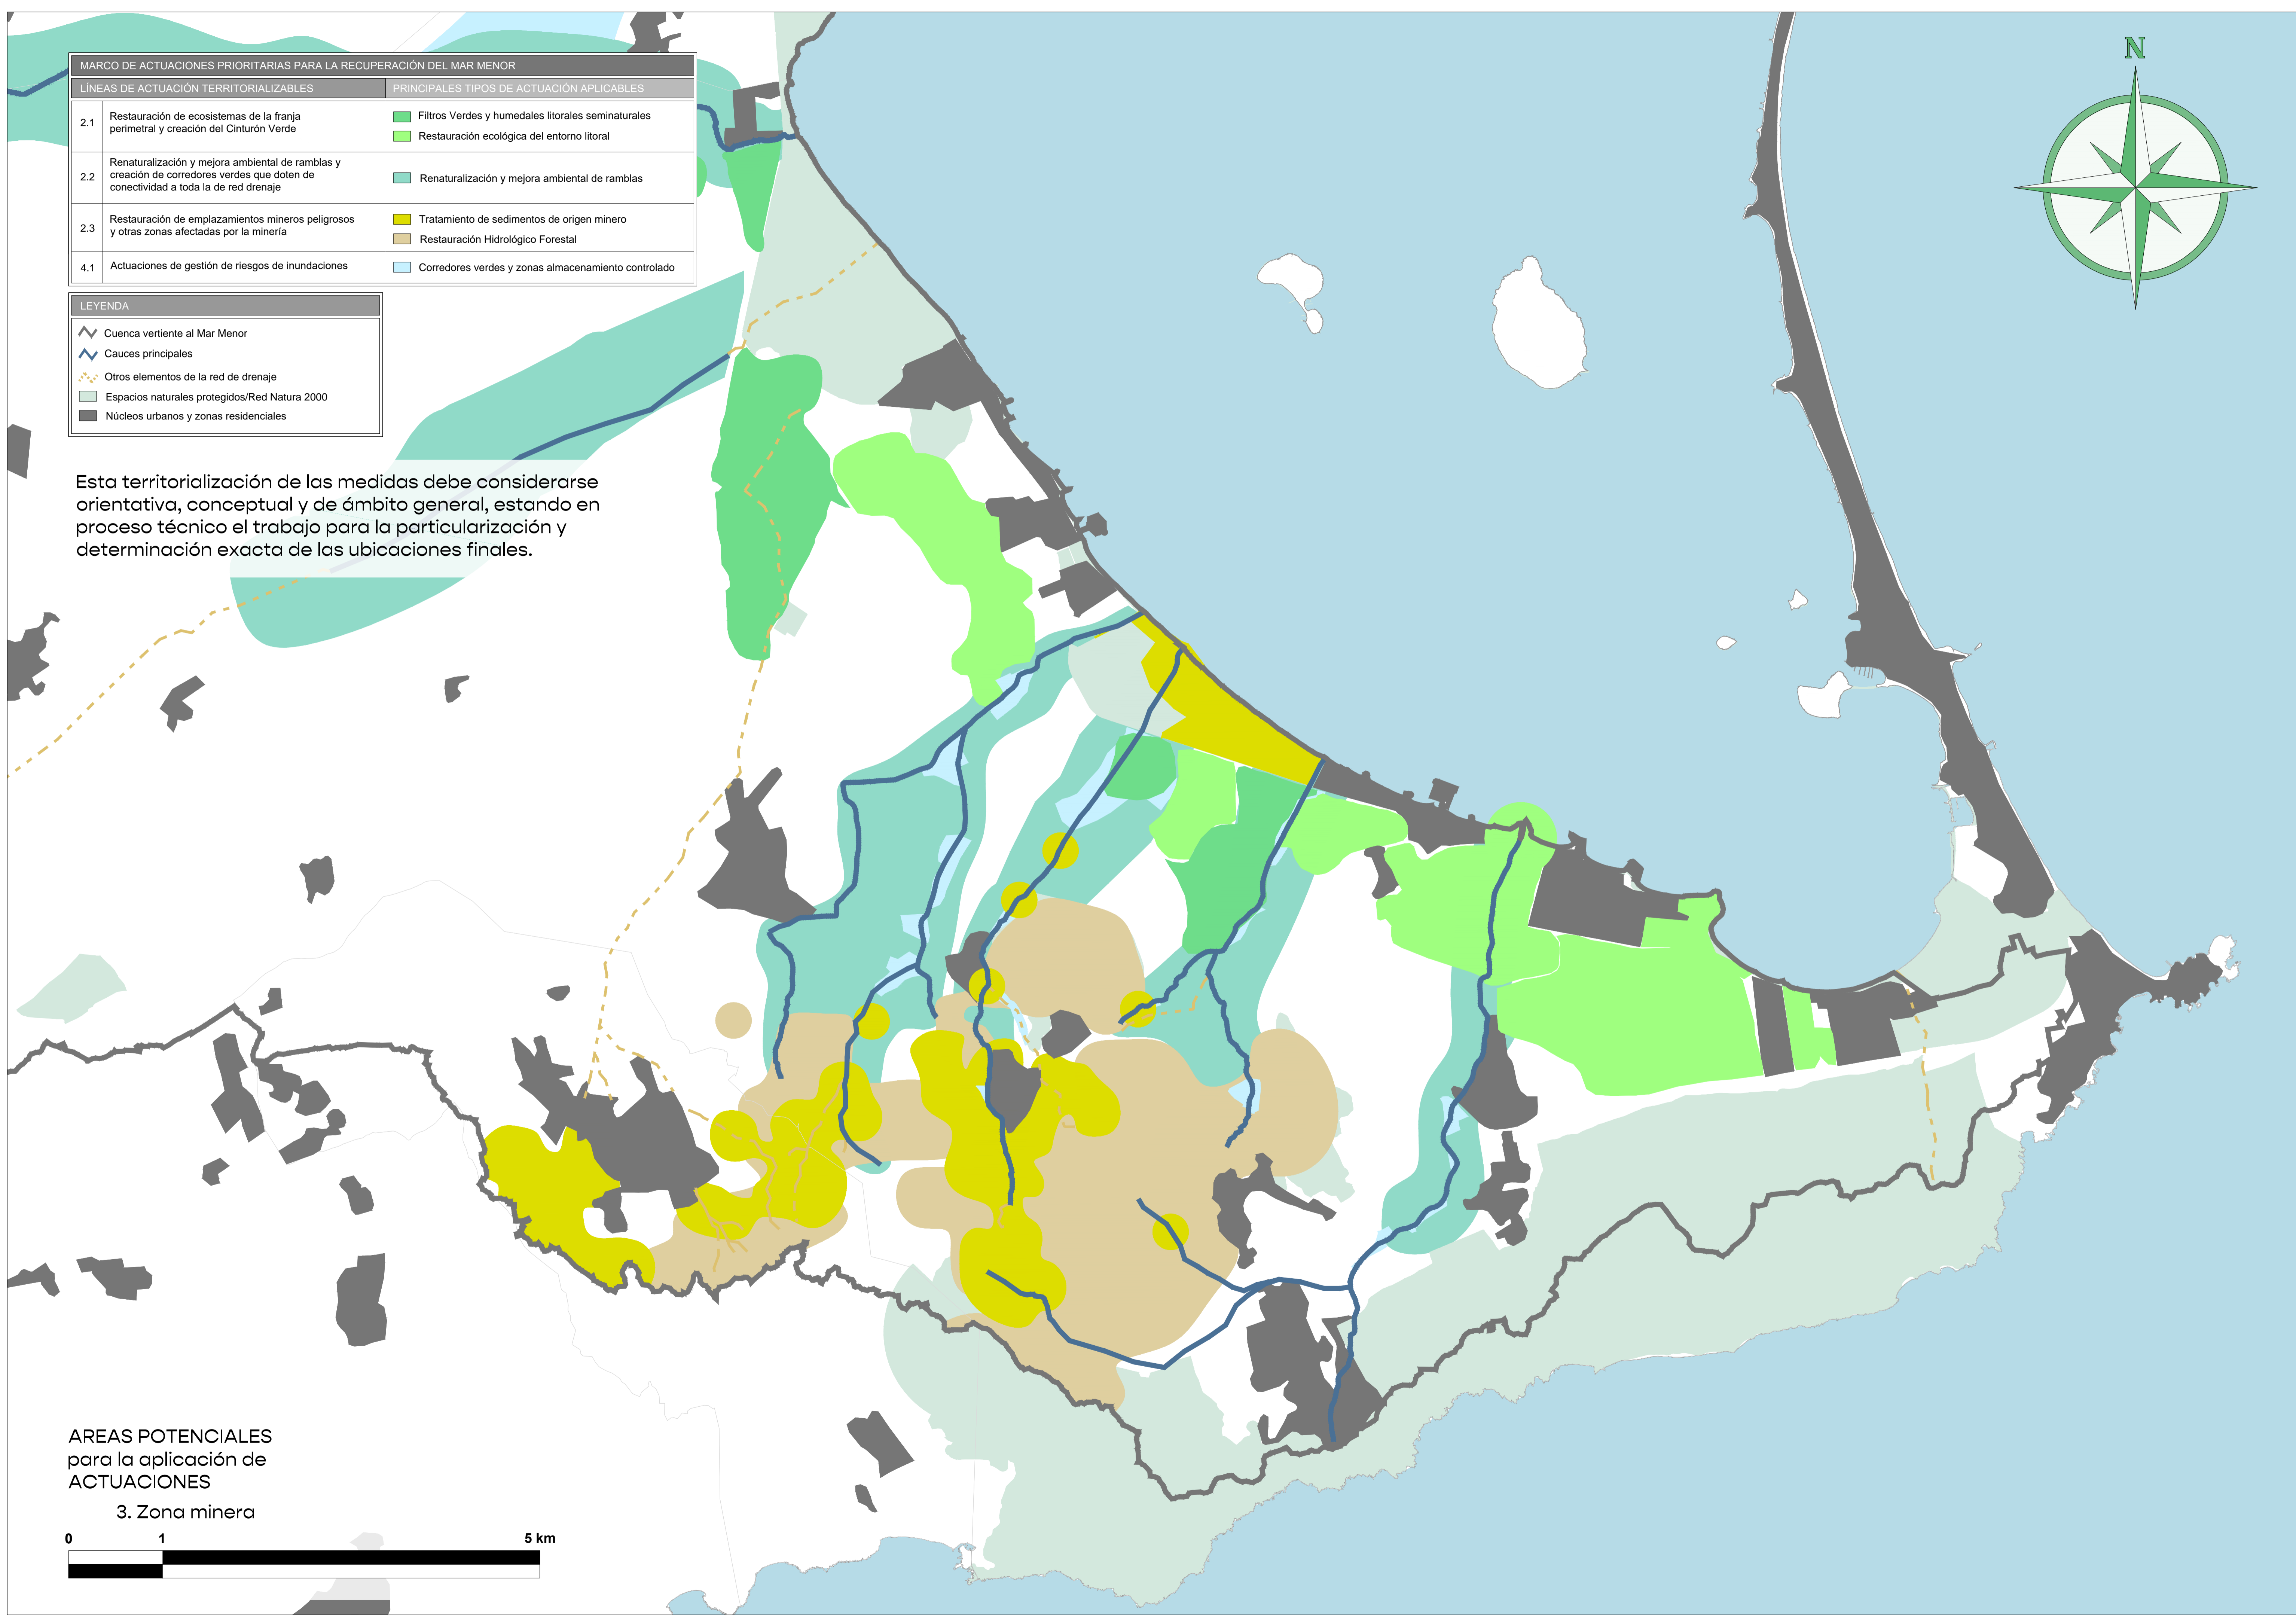 MARCO DE ACTUACIONES PRIORITARIAS PARA LA RECUPERACIÓN DEL MAR MENOR
LÍNEAS DE ACTUACIÓN TERRITORIALIZABLES
PRINCIPALES TIPOS DE ACTUACIÓN APLICABLES
2.1
Restauración de ecosistemas de la franja
perimetral y creación del Cinturón Verde
Filtros Verdes y humedales litorales seminaturales
Restauración ecológica del entorno litoral
2.2
Renaturalización y mejora ambiental de ramblas y
creación de corredores verdes que doten de
conectividad a toda la de red drenaje
Renaturalización y mejora ambiental de ramblas
2.3
Restauración de emplazamientos mineros peligrosos
y otras zonas afectadas por la minería
Tratamiento de sedimentos de origen minero
Restauración Hidrológico Forestal
4.1
Actuaciones de gestión de riesgos de inundaciones
Corredores verdes y zonas almacenamiento controlado
LEYENDA
Cuenca vertiente al Mar Menor
Cauces principales
Otros elementos de la red de drenaje
Espacios naturales protegidos/Red Natura 2000
Núcleos urbanos y zonas residenciales
N
Esta territorialización de las medidas debe considerarse
orientativa, conceptual y de ámbito general, estando en
proceso técnico el trabajo para la particularización y
determinación exacta de las ubicaciones finales.
AREAS POTENCIALES
para la aplicación de
ACTUACIONES
3. Zona minera
0 1 5 km